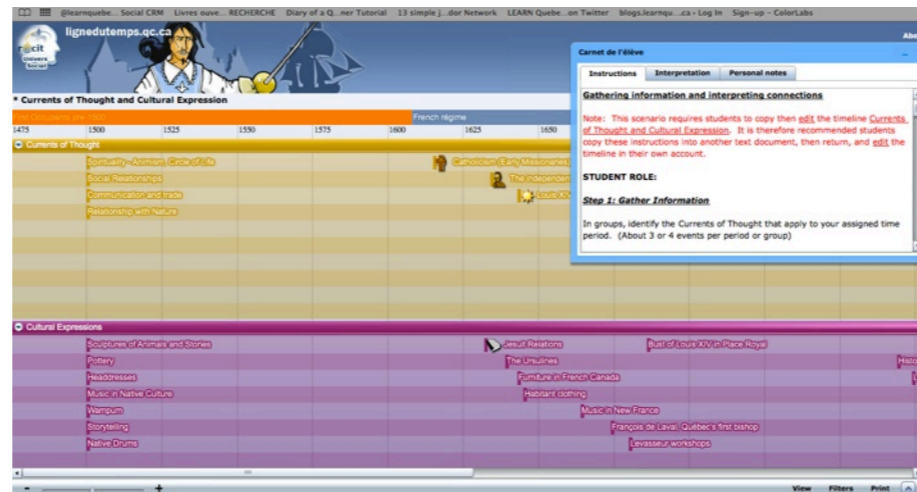 @learnquebe... Social CRM Livres ouve... RECHERCHE Diary of a Q...ner Tutorial 13 simple j...dor Network LEARN Quebe...on Twitter blogs.learnqu....ca › Log In Sign-up - ColorLabs
lignedutemps.qc.ca
récit
Univers
Social
Abo
* Currents of Thought and Cultural Expression
First Occupants pre-1600
French régime
1475 1500 1525 1550 1575 1600 1625 1650
Currents of Thought
Spirituality-Animism, Circle of Life
Catholicism (Early Missionaries)
Social Relationships
The independen
Communication and trade
Louis XIV
Relationship with Nature
Carnet de l'élève
Instructions Interpretation Personal notes
Gathering information and interpreting connections
Note: This scenario requires students to copy then edit the timeline Currents
of Thought and Cultural Expression. It is therefore recommended students
copy these instructions into another text document, then return, and edit the
timeline in their own account.
STUDENT ROLE:
Step 1: Gather Information
In groups, identify the Currents of Thought that apply to your assigned time
period. (About 3 or 4 events per period or group)
Cultural Expressions
Sculptures of Animals and Stories
Jesuit Relations
Bust of Louis XIV in Place Royal
Pottery
The Ursulines
Histo
Headdresses
Furniture in French Canada
Music in Native Culture
Habitant clothing
Wampum
Music in New France
Storytelling
François de Laval, Québec's first bishop
Native Drums
Levasseur workshops
- +
View Filters Print